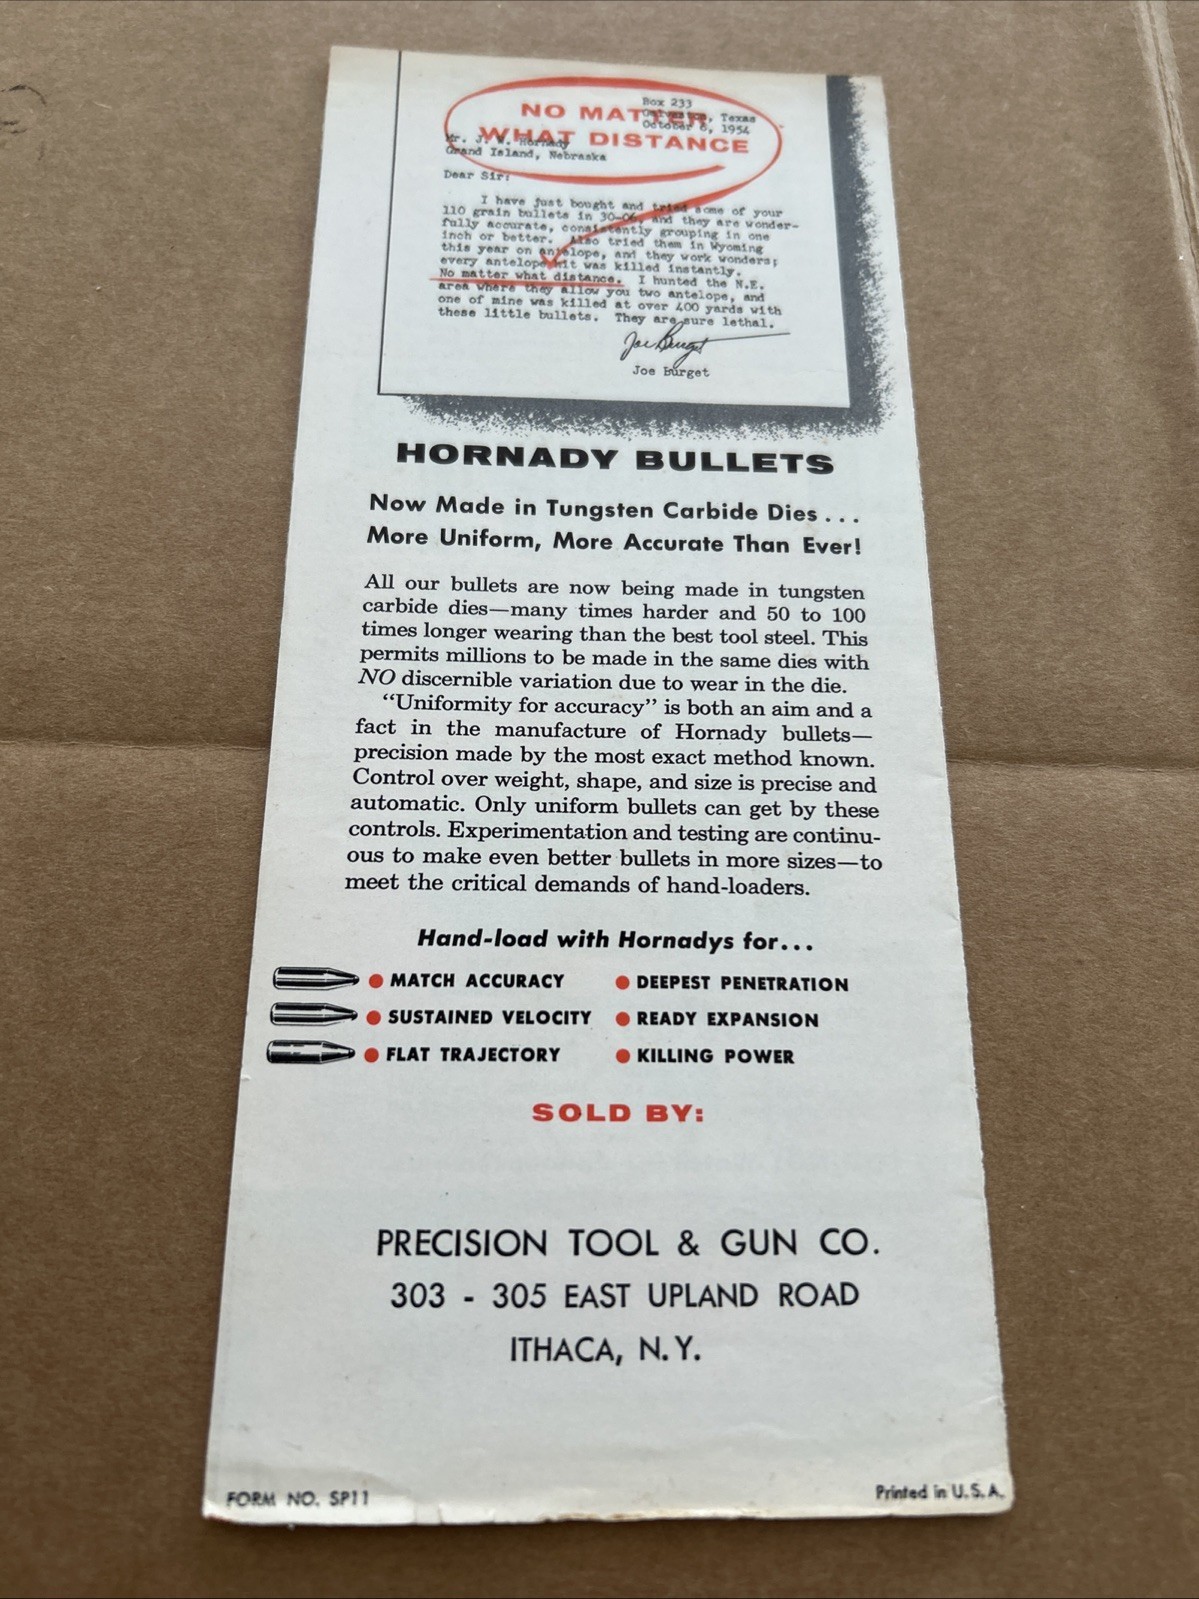 NO MATTER
WHAT DISTANCE
Box 233
Galveston, Texas
October 6, 1954
Mr. J. W. Hornady
Grand Island, Nebraska
Dear Sir:
I have just bought and tried some of your
110 grain bullets in 30-06, and they are wonder-
fully accurate, consistently grouping in one
inch or better. Also tried them in Wyoming
this year on antelope, and they work wonders;
every antelope hit was killed instantly.
No matter what distance. I hunted the N.E.
area where they allow you two antelope, and
one of mine was killed at over 400 yards with
these little bullets. They are sure lethal.
Joe Burget
Joe Burget
HORNADY BULLETS
Now Made in Tungsten Carbide Dies...
More Uniform, More Accurate Than Ever!
All our bullets are now being made in tungsten
carbide dies—many times harder and 50 to 100
times longer wearing than the best tool steel. This
permits millions to be made in the same dies with
NO discernible variation due to wear in the die.
“Uniformity for accuracy” is both an aim and a
fact in the manufacture of Hornady bullets—
precision made by the most exact method known.
Control over weight, shape, and size is precise and
automatic. Only uniform bullets can get by these
controls. Experimentation and testing are continu-
ous to make even better bullets in more sizes—to
meet the critical demands of hand-loaders.
Hand-load with Hornadys for...
MATCH ACCURACY
DEEPEST PENETRATION
SUSTAINED VELOCITY
READY EXPANSION
FLAT TRAJECTORY
KILLING POWER
SOLD BY:
PRECISION TOOL & GUN CO.
303 - 305 EAST UPLAND ROAD
ITHACA, N.Y.
FORM NO. SP11
Printed in U.S.A.